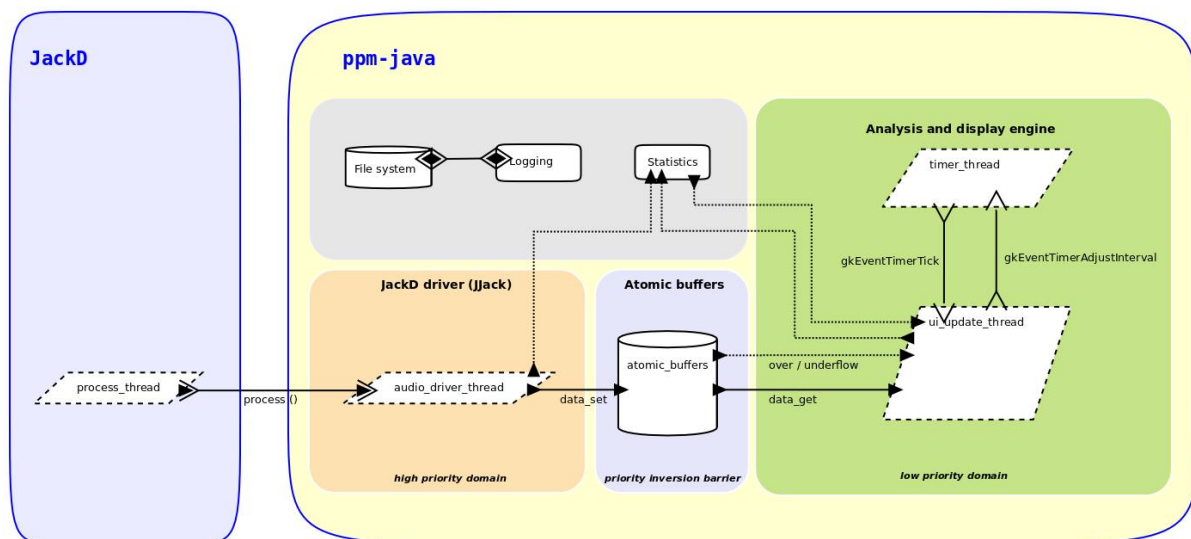 JackD
ppm-java
Analysis and display engine
File system
Logging
Statistics
timer_thread
gkEventTimerTick
gkEventTimerAdjustInterval
JackD driver (JJack)
Atomic buffers
ui_update_thread
process_thread
process ()
audio_driver_thread
data_set
atomic_buffers
over / underflow
data_get
high priority domain
priority inversion barrier
low priority domain